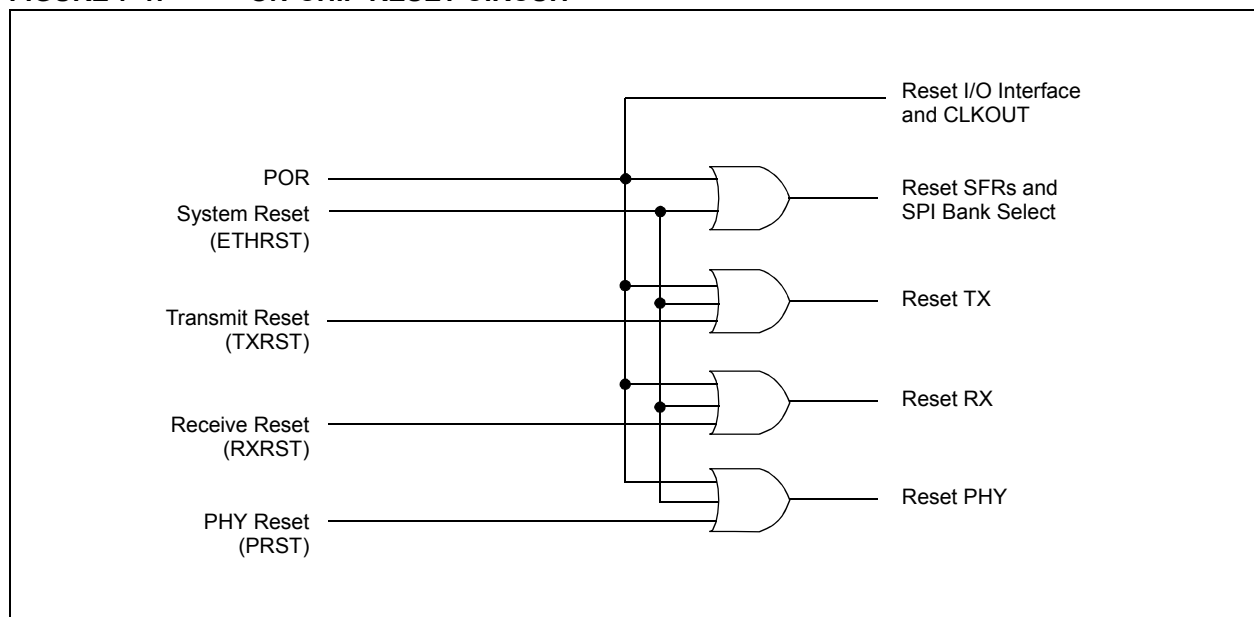 Reset I/O Interface
and CLKOUT
POR
Reset SFRs and
SPI Bank Select
System Reset
(ETHRST)
Reset TX
Transmit Reset
(TXRST)
Reset RX
Receive Reset
(RXRST)
Reset PHY
PHY Reset
(PRST)